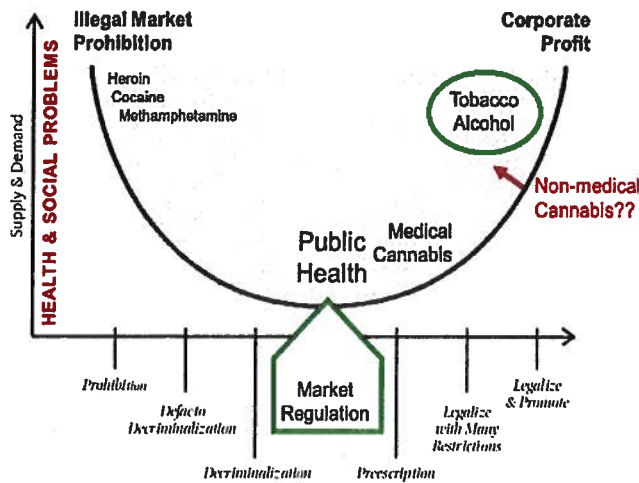 Illegal Market
Prohibition
Corporate
Profit
Heroin
Cocaine
Methamphetamine
Tobacco
Alcohol
Supply & Demand
HEALTH & SOCIAL PROBLEMS
Non-medical
Cannabis??
Medical
Cannabis
Public
Health
Market
Regulation
Prohibition
Defacto
Decriminalization
Decriminalization
Preescription
Legalize
with Many
Restrictions
Legalize
& Promote